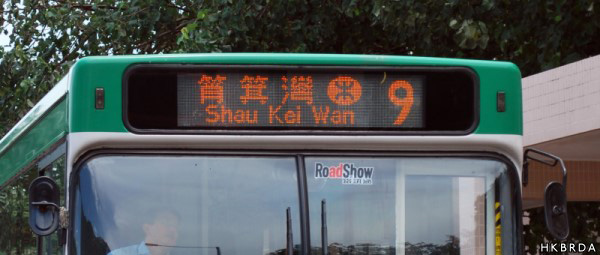 筲箕灣 9
Shau Kei Wan
RoadShow
HKBRDA